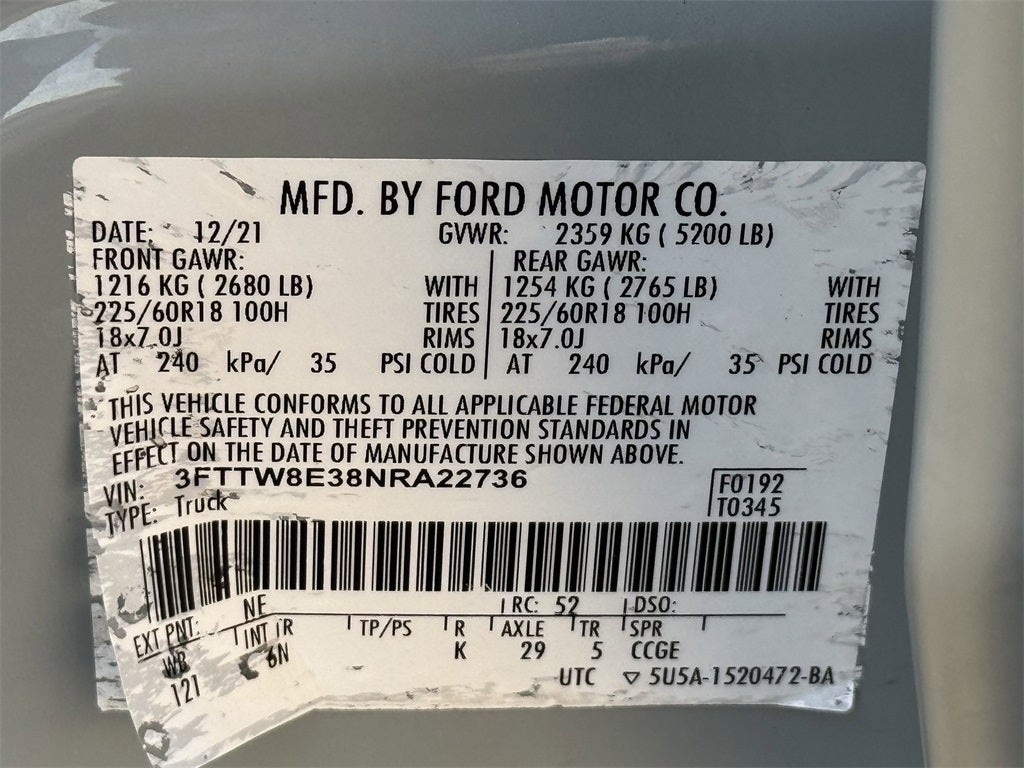 MFD. BY FORD MOTOR CO.
DATE: 12/21 GVWR: 2359 KG ( 5200 LB)
FRONT GAWR: REAR GAWR:
1216 KG ( 2680 LB) WITH 1254 KG ( 2765 LB) WITH
225/60R18 100H TIRES 225/60R18 100H TIRES
18x7.0J RIMS 18x7.0J RIMS
AT 240 kPa/ 35 PSI COLD AT 240 kPa/ 35 PSI COLD
THIS VEHICLE CONFORMS TO ALL APPLICABLE FEDERAL MOTOR
VEHICLE SAFETY AND THEFT PREVENTION STANDARDS IN
EFFECT ON THE DATE OF MANUFACTURE SHOWN ABOVE.
VIN: 3FTTW8E38NRA22736 F0192
TYPE: Truck T0345
EXT PNT: NE RC: 52 DSO:
WB INT TR TP/PS R AXLE TR SPR
121 6N K 29 5 CCGE
UTC ▽ 5U5A-1520472-BA